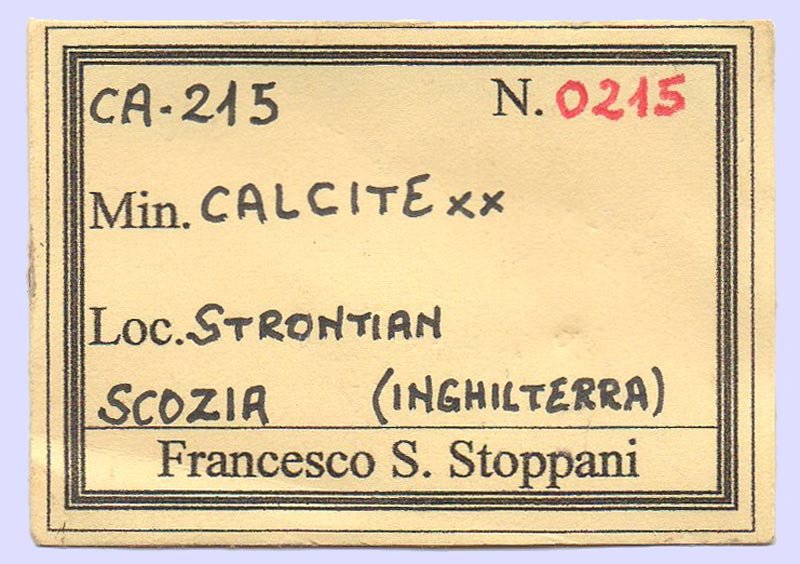 CA-215 N. 0215
Min. CALCITE xx
Loc. STRONTIAN
SCOZIA (INGHILTERRA)
Francesco S. Stoppani